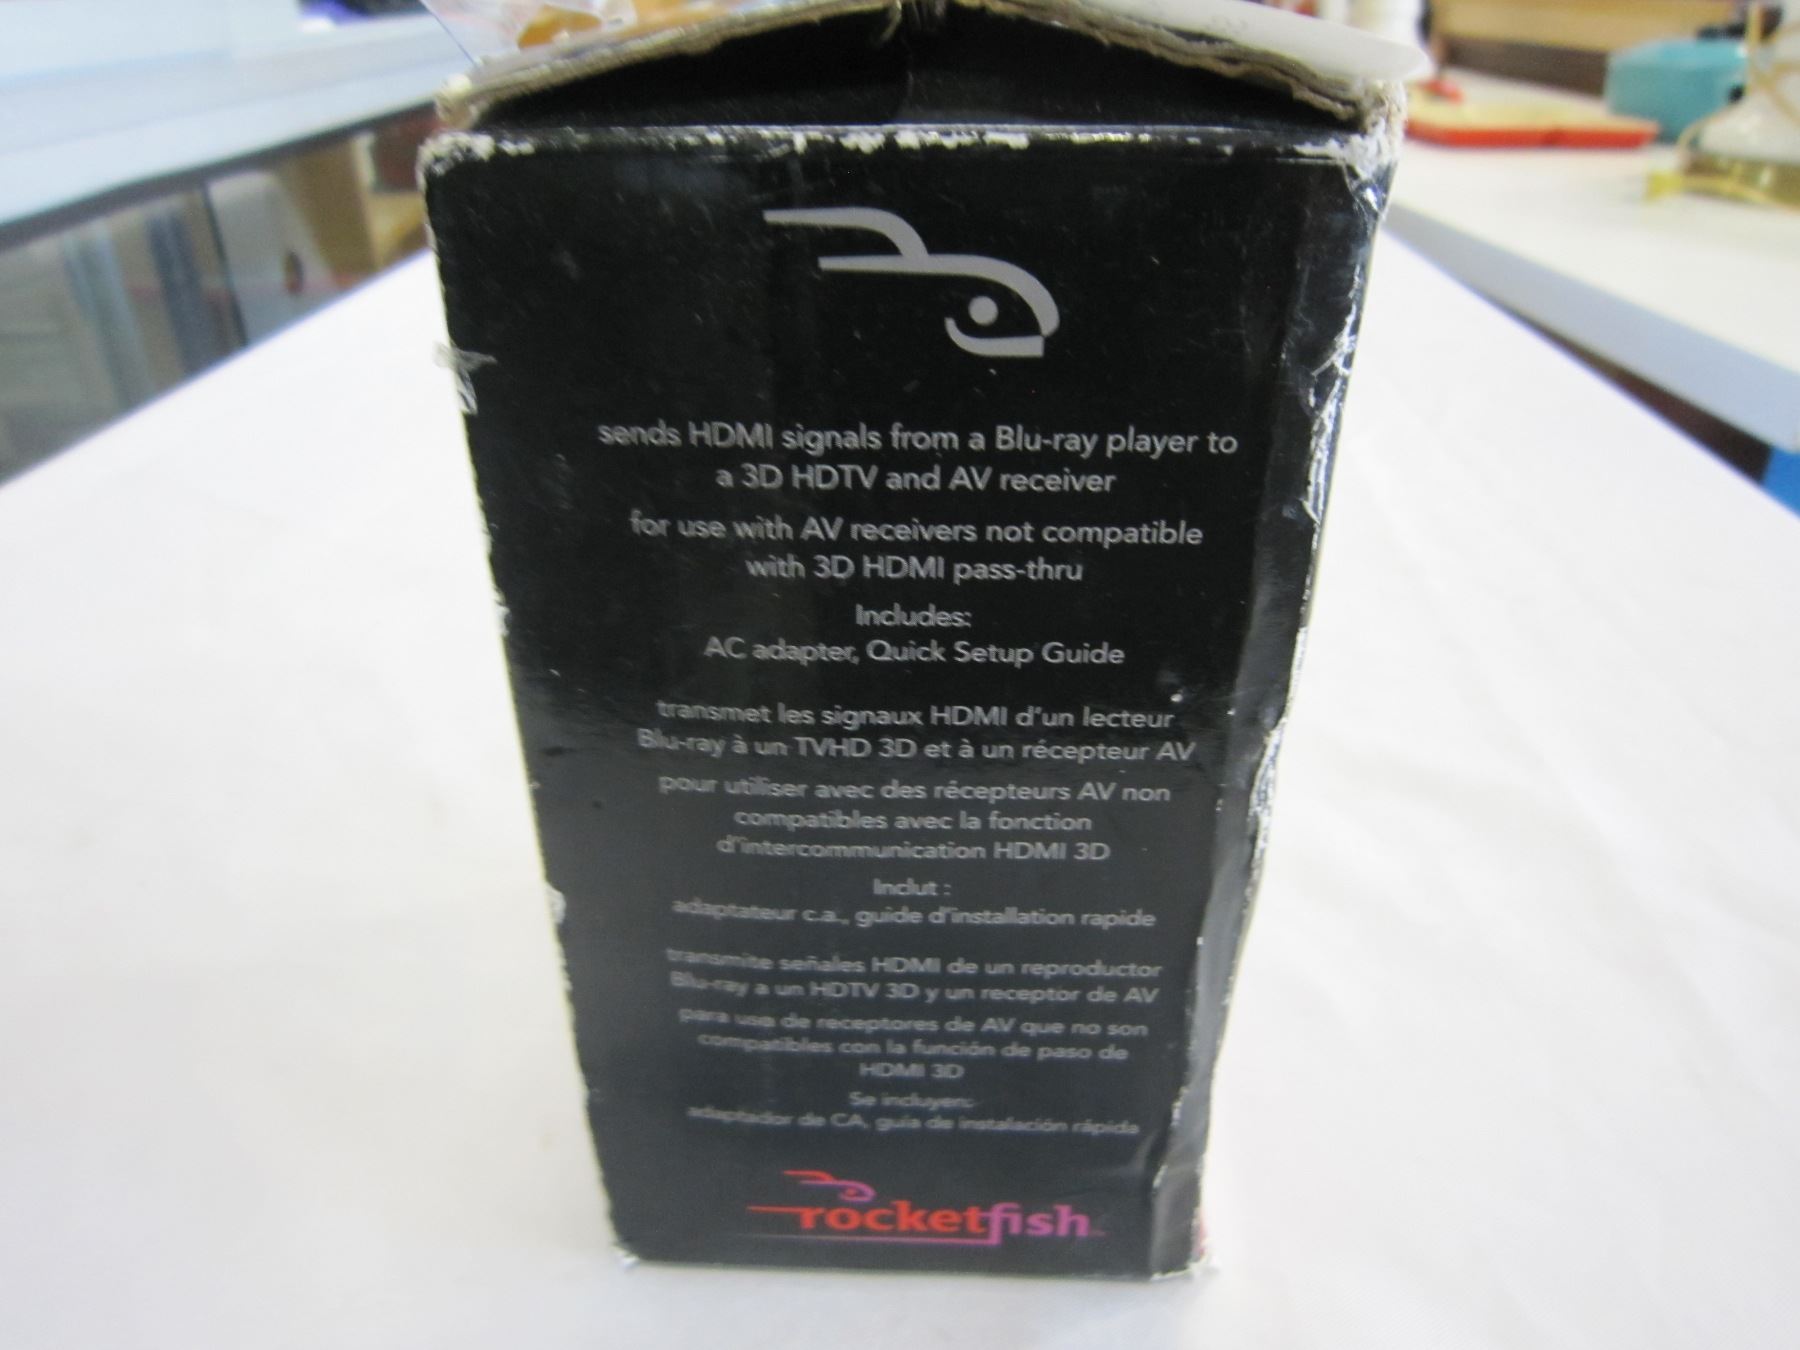 sends HDMI signals from a Blu-ray player to
a 3D HDTV and AV receiver
for use with AV receivers not compatible
with 3D HDMI pass-thru
Includes:
AC adapter, Quick Setup Guide
transmet les signaux HDMI d'un lecteur
Blu-ray à un TVHD 3D et à un récepteur AV
pour utiliser avec des récepteurs AV non
compatibles avec la fonction
d'intercommunication HDMI 3D
Inclut :
adaptateur c.a., guide d'installation rapide
transmite señales HDMI de un reproductor
Blu-ray a un HDTV 3D y un receptor de AV
para uso de receptores de AV que no son
compatibles con la función de paso de
HDMI 3D
Se incluyen:
adaptador de CA, guía de instalación rápida
rocketfish